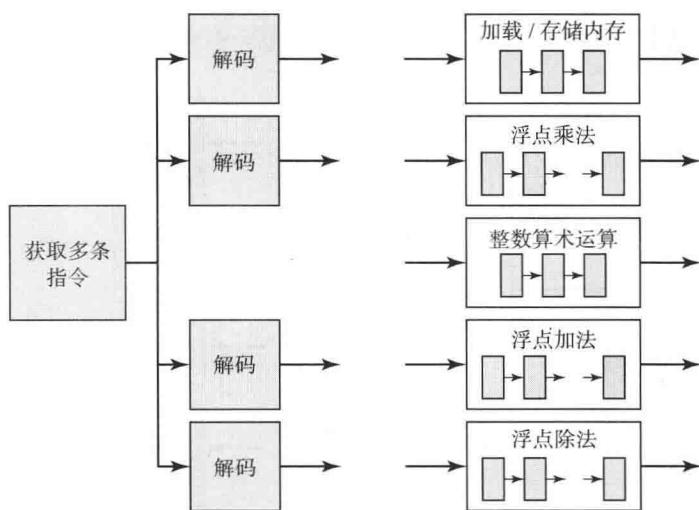 加载 / 存储内存
解码
浮点乘法
解码
整数算术运算
获取多条
指令
浮点加法
解码
浮点除法
解码